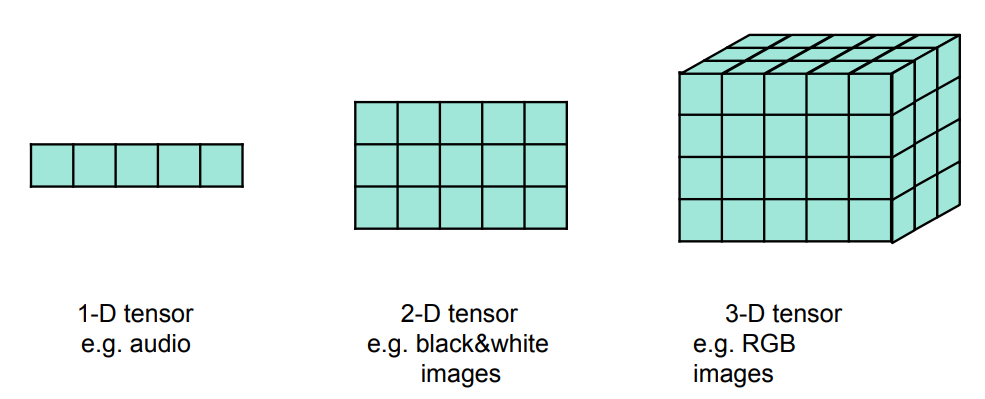 1-D tensor
e.g. audio
2-D tensor
e.g. black&white
images
3-D tensor
e.g. RGB
images